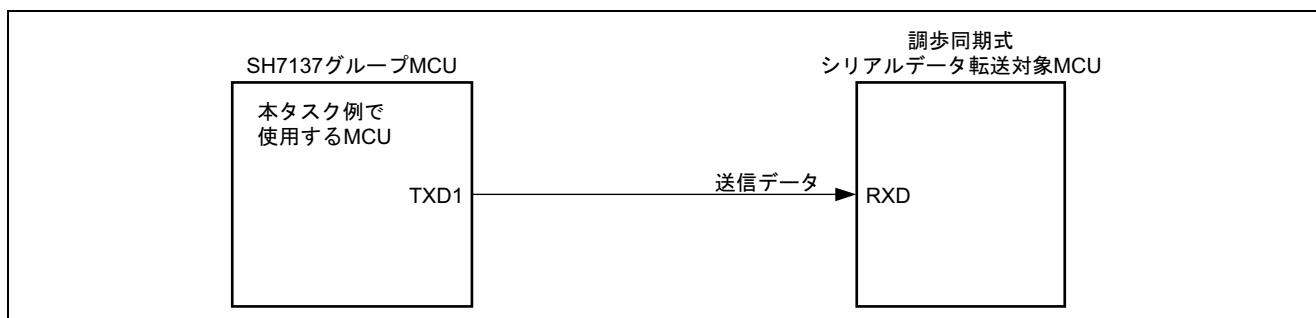 SH7137グループMCU
本タスク例で
使用するMCU
TXD1
送信データ
調歩同期式
シリアルデータ転送対象MCU
RXD